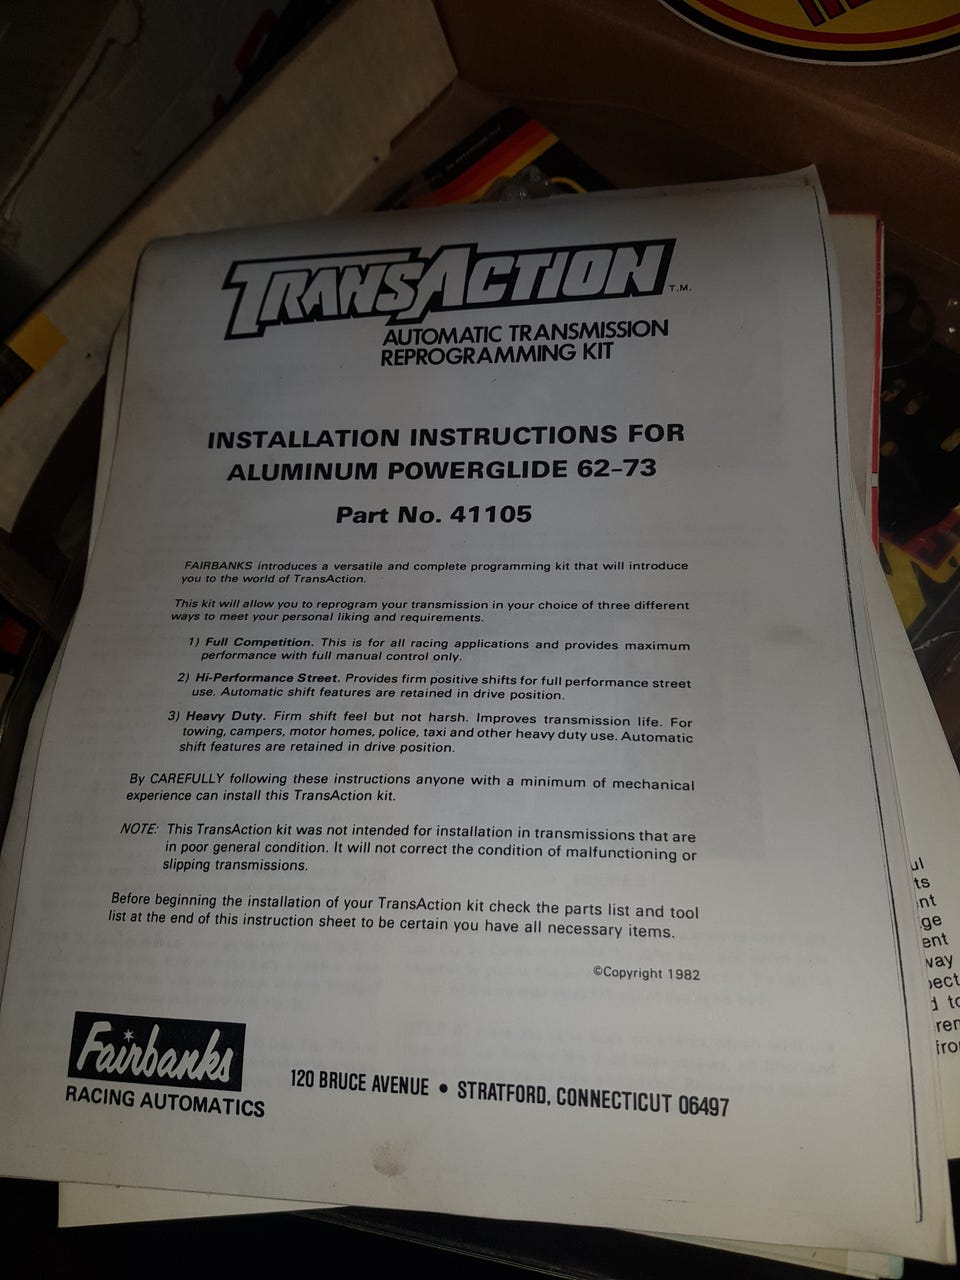 TRANSACTION T.M.
AUTOMATIC TRANSMISSION
REPROGRAMMING KIT
INSTALLATION INSTRUCTIONS FOR
ALUMINUM POWERGLIDE 62-73
Part No. 41105
FAIRBANKS introduces a versatile and complete programming kit that will introduce
you to the world of TransAction.
This kit will allow you to reprogram your transmission in your choice of three different
ways to meet your personal liking and requirements.
1) Full Competition. This is for all racing applications and provides maximum
performance with full manual control only.
2) Hi-Performance Street. Provides firm positive shifts for full performance street
use. Automatic shift features are retained in drive position.
3) Heavy Duty. Firm shift feel but not harsh. Improves transmission life. For
towing, campers, motor homes, police, taxi and other heavy duty use. Automatic
shift features are retained in drive position.
By CAREFULLY following these instructions anyone with a minimum of mechanical
experience can install this TransAction kit.
NOTE: This TransAction kit was not intended for installation in transmissions that are
in poor general condition. It will not correct the condition of malfunctioning or
slipping transmissions.
Before beginning the installation of your TransAction kit check the parts list and tool
list at the end of this instruction sheet to be certain you have all necessary items.
©Copyright 1982
Fairbanks
RACING AUTOMATICS
120 BRUCE AVENUE • STRATFORD, CONNECTICUT 06497